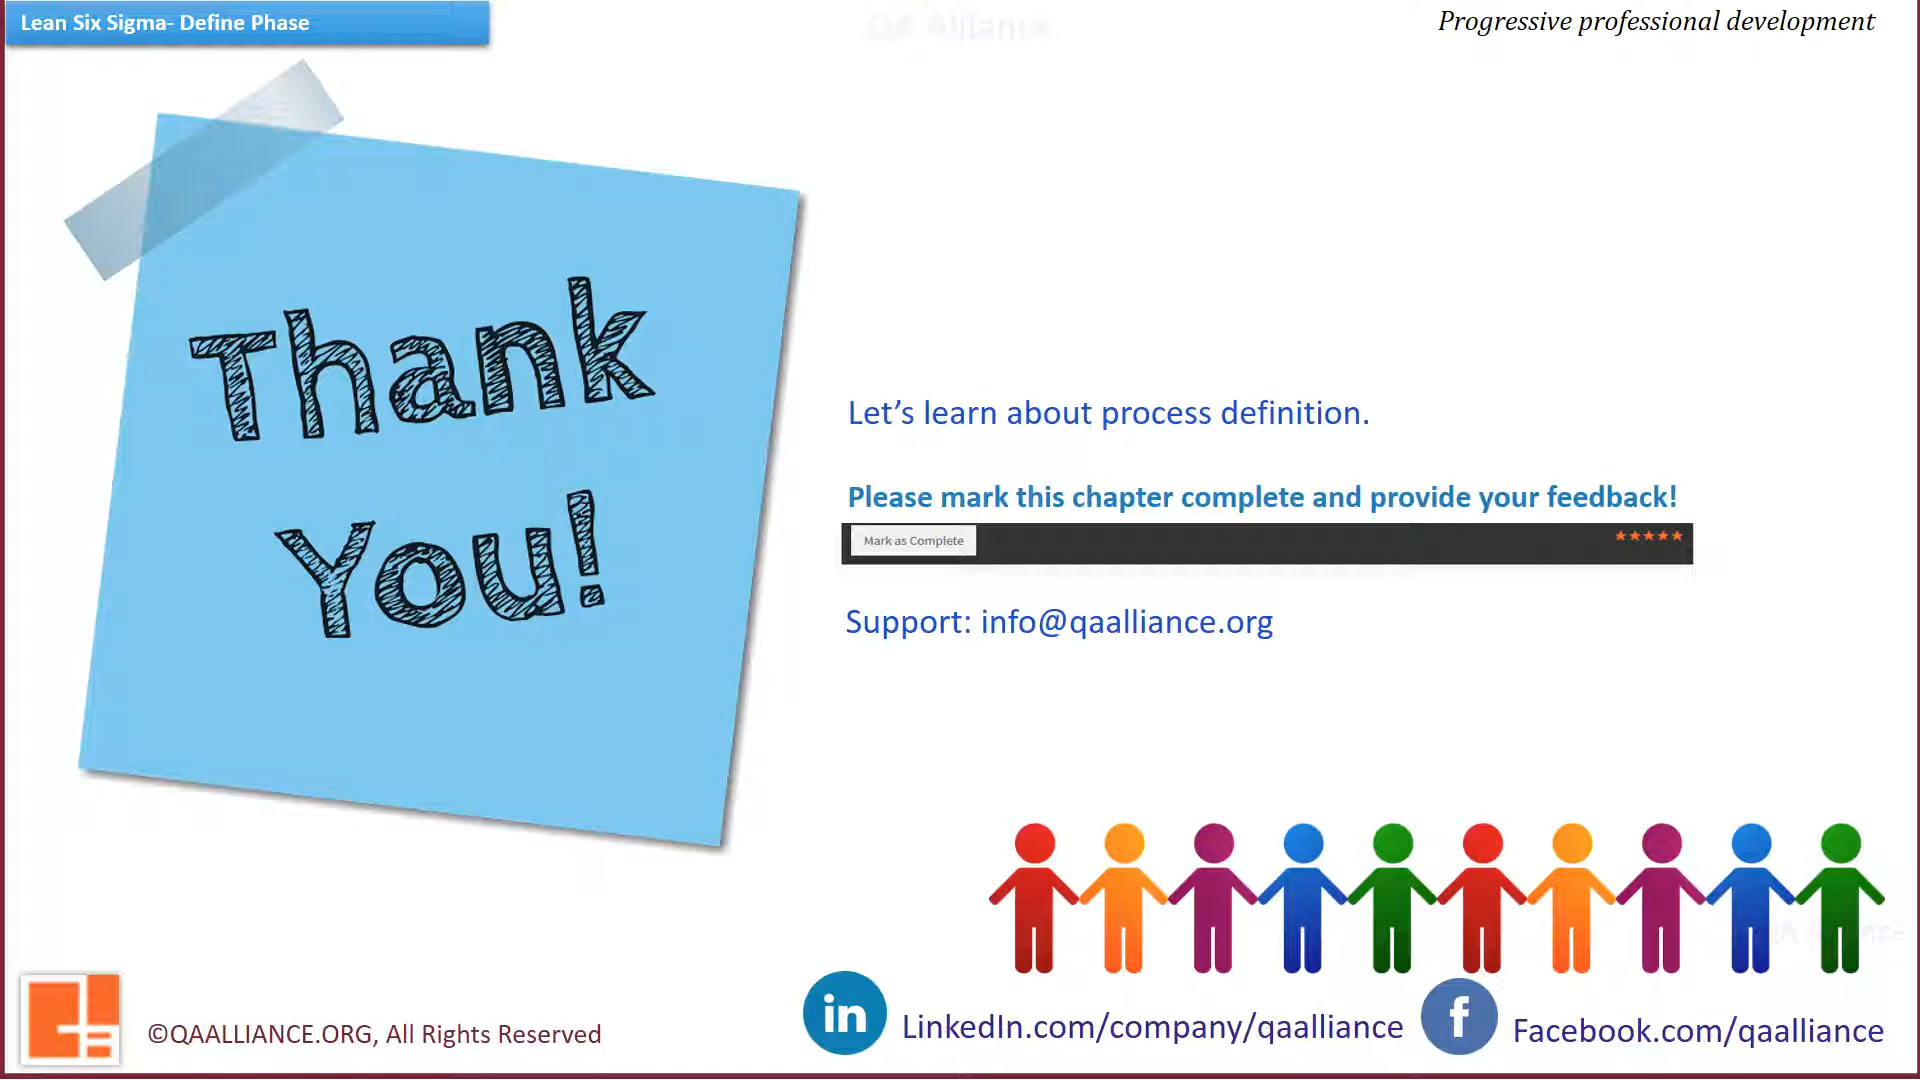 Lean Six Sigma- Define Phase
QA Alliance
Progressive professional development
Thank
You!
Let’s learn about process definition.
Please mark this chapter complete and provide your feedback!
Mark as Complete
Support: info@qaalliance.org
©QAALLIANCE.ORG, All Rights Reserved
in
LinkedIn.com/company/qaalliance
f
Facebook.com/qaalliance